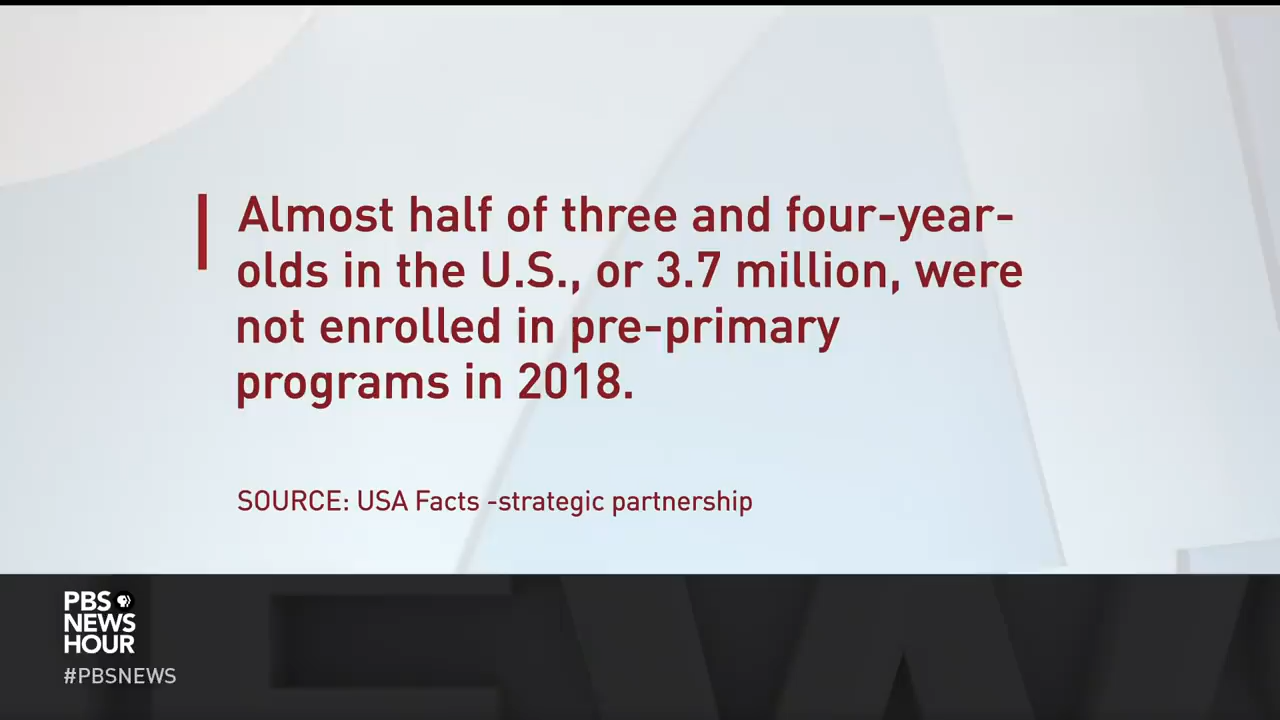 Almost half of three and four-year-
olds in the U.S., or 3.7 million, were
not enrolled in pre-primary
programs in 2018.
SOURCE: USA Facts -strategic partnership
PBS
NEWS
HOUR
#PBSNEWS